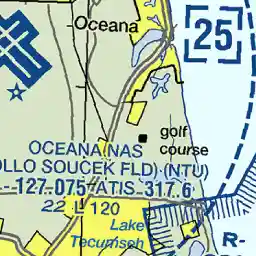 Oceana
25
golf
course
OCEANA NAS
OLLO SOUCEK FLD) (NTU)
127.075 ATIS 317.6
22 L 120
Lake
Tecumseh
R-